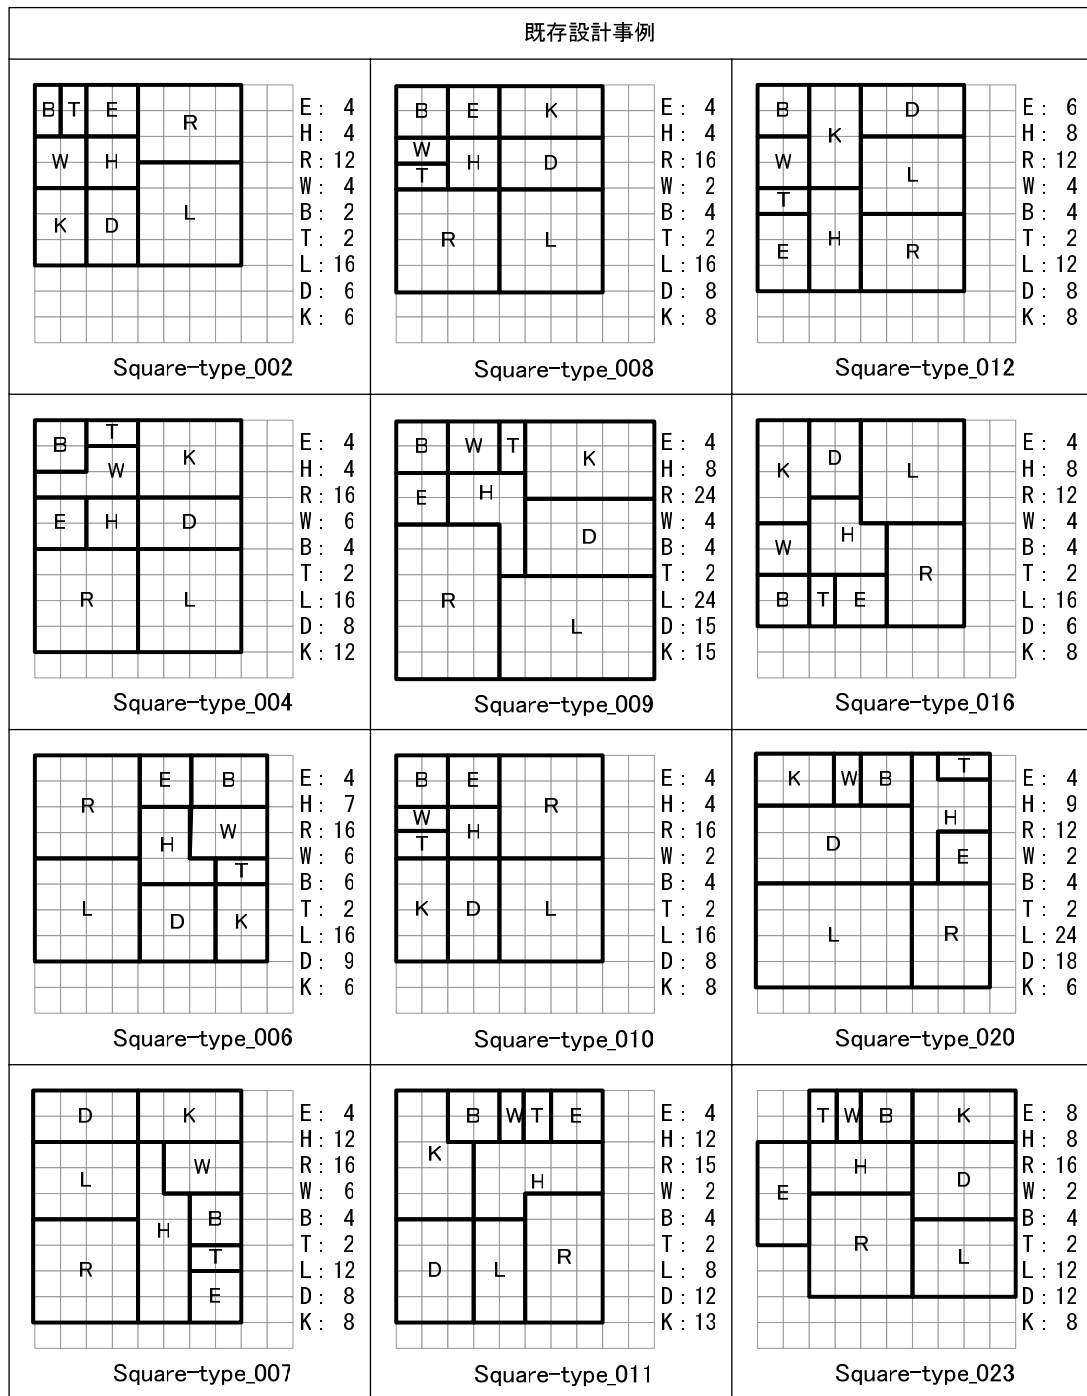 既存設計事例
B T E R
W H
K D L
E: 4
H: 4
R: 12
W: 4
B: 2
T: 2
L: 16
D: 6
K: 6
Square-type_002
B E K
W
T H D
R L
E: 4
H: 4
R: 16
W: 2
B: 4
T: 2
L: 16
D: 8
K: 8
Square-type_008
B K D
W L
T
E H R
E: 6
H: 8
R: 12
W: 4
B: 4
T: 2
L: 12
D: 8
K: 8
Square-type_012
B T
W K
E H D
R L
E: 4
H: 4
R: 16
W: 6
B: 4
T: 2
L: 16
D: 8
K: 12
Square-type_004
B W T K
E H
D
R L
E: 4
H: 8
R: 24
W: 4
B: 4
T: 2
L: 24
D: 15
K: 15
Square-type_009
K D L
W H
B T E R
E: 4
H: 8
R: 12
W: 4
B: 4
T: 2
L: 16
D: 6
K: 8
Square-type_016
R E B
H W
T
L D K
E: 4
H: 7
R: 16
W: 6
B: 6
T: 2
L: 16
D: 9
K: 6
Square-type_006
B E R
W
T H
K D L
E: 4
H: 4
R: 16
W: 2
B: 4
T: 2
L: 16
D: 8
K: 8
Square-type_010
K W B T
H
D E
L R
E: 4
H: 9
R: 12
W: 2
B: 4
T: 2
L: 24
D: 18
K: 6
Square-type_020
D K
L W
H B
T
R E
E: 4
H: 12
R: 16
W: 6
B: 4
T: 2
L: 12
D: 8
K: 8
Square-type_007
B W T E
K H
D L R
E: 4
H: 12
R: 15
W: 2
B: 4
T: 2
L: 8
D: 12
K: 13
Square-type_011
T W B K
E H D
R L
E: 8
H: 8
R: 16
W: 2
B: 4
T: 2
L: 12
D: 12
K: 8
Square-type_023